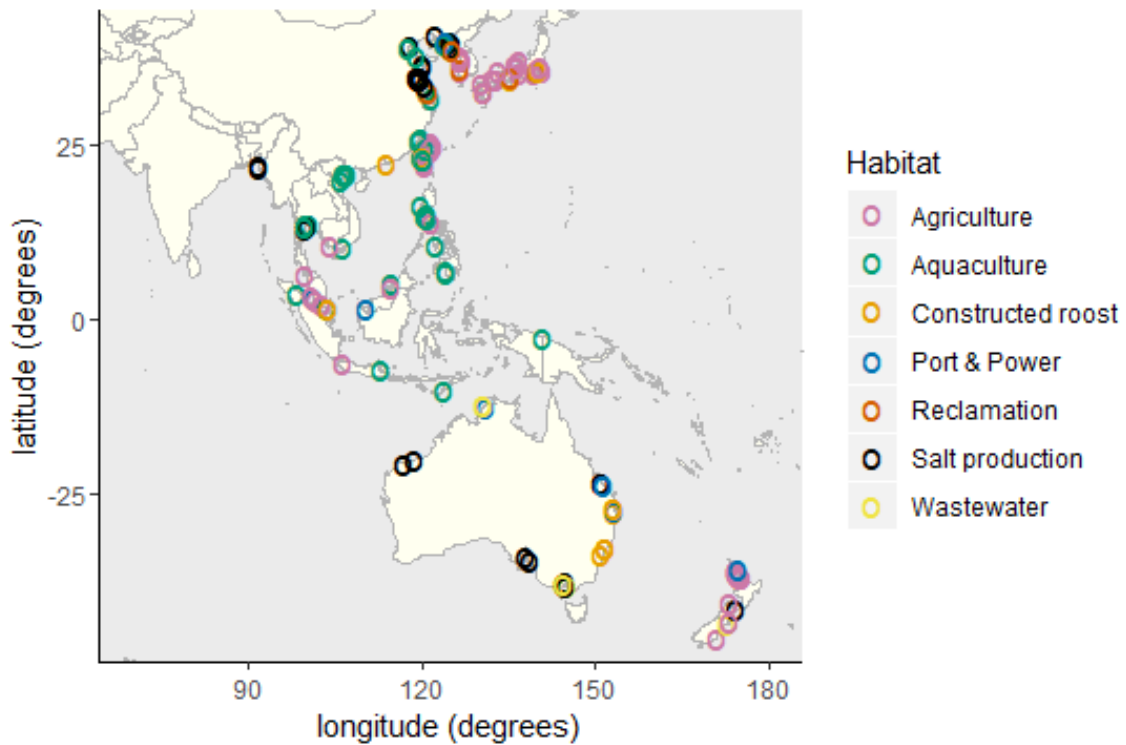 25
0
-25
latitude (degrees)
90
120
150
180
longitude (degrees)
Habitat
Agriculture
Aquaculture
Constructed roost
Port & Power
Reclamation
Salt production
Wastewater